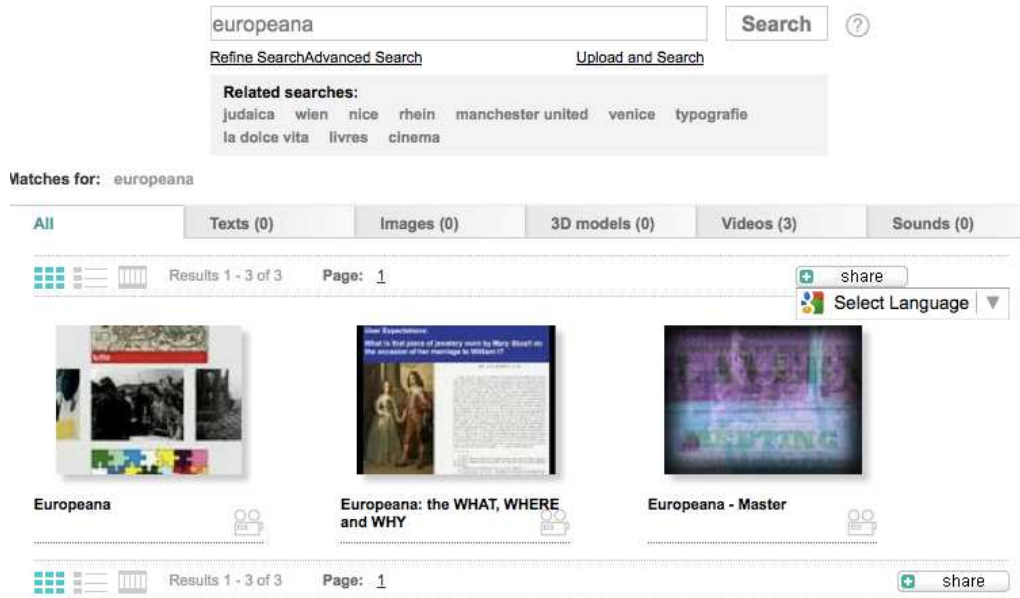 europeana Search ?
Refine SearchAdvanced Search Upload and Search
Related searches:
judaica wien nice rhein manchester united venice typografie
la dolce vita livres cinema
Matches for: europeana
All Texts (0) Images (0) 3D models (0) Videos (3) Sounds (0)
Results 1 - 3 of 3 Page: 1 share
Select Language
User Expectations:
What is that piece of jewelery worn by Mary Stuart on
the occasion of her marriage to William I?
MEETING
Europeana
Europeana: the WHAT, WHERE
and WHY
Europeana - Master
Results 1 - 3 of 3 Page: 1 share